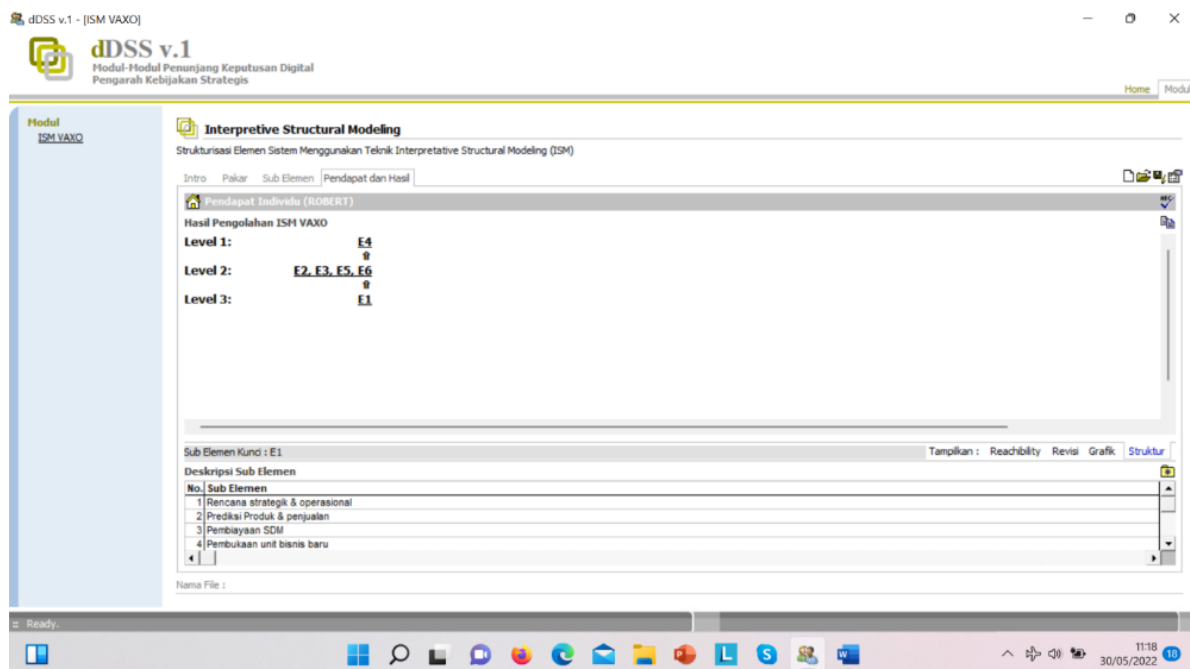 dDSS v.1 - [ISM VAXO]
dDSS v.1
Modul-Modul Penunjang Keputusan Digital
Pengarah Kebijakan Strategis
Home Modul
Modul
ISM VAXO
Interpretive Structural Modeling
Strukturisasi Elemen Sistem Menggunakan Teknik Interpretative Structural Modeling (ISM)
Intro Pakar Sub Elemen Pendapat dan Hasil
Pendapat Individu (ROBERT)
Hasil Pengolahan ISM VAXO
Level 1: E4
Level 2: E2, E3, E5, E6
Level 3: E1
Sub Elemen Kunci : E1 Tampilkan : Reachibility Revisi Grafik Struktur
Deskripsi Sub Elemen
No. Sub Elemen
1 Rencana strategik & operasional
2 Prediksi Produk & penjualan
3 Pembiayaan SDM
4 Pembukaan unit bisnis baru
Nama File :
:: Ready.
11:18
30/05/2022 18